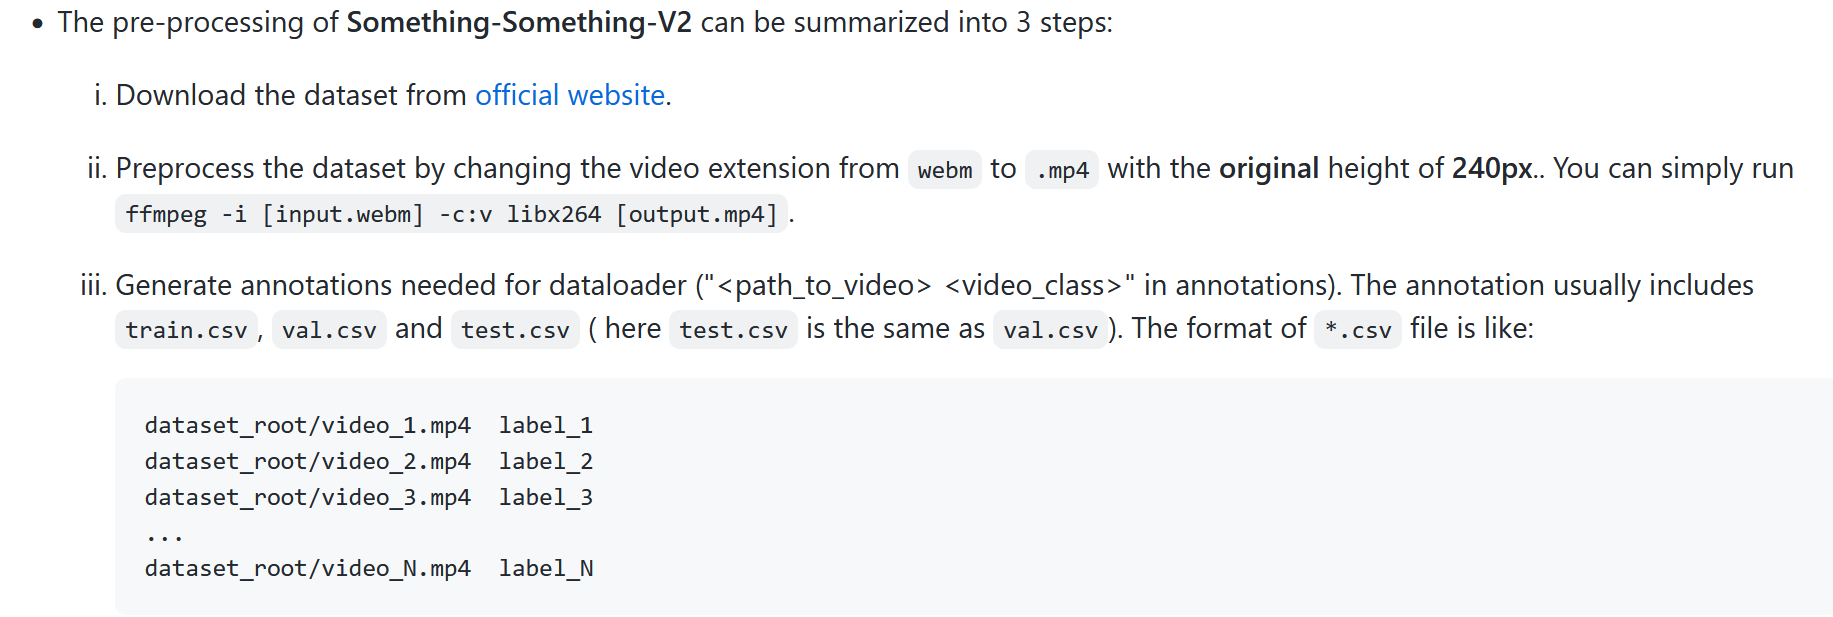 • The pre-processing of Something-Something-V2 can be summarized into 3 steps:
i. Download the dataset from official website.
ii. Preprocess the dataset by changing the video extension from webm to .mp4 with the original height of 240px.. You can simply run
ffmpeg -i [input.webm] -c:v libx264 [output.mp4] .
iii. Generate annotations needed for dataloader ("<path_to_video> <video_class>" in annotations). The annotation usually includes
train.csv, val.csv and test.csv ( here test.csv is the same as val.csv ). The format of *.csv file is like:
dataset_root/video_1.mp4  label_1
dataset_root/video_2.mp4  label_2
dataset_root/video_3.mp4  label_3
...
dataset_root/video_N.mp4  label_N